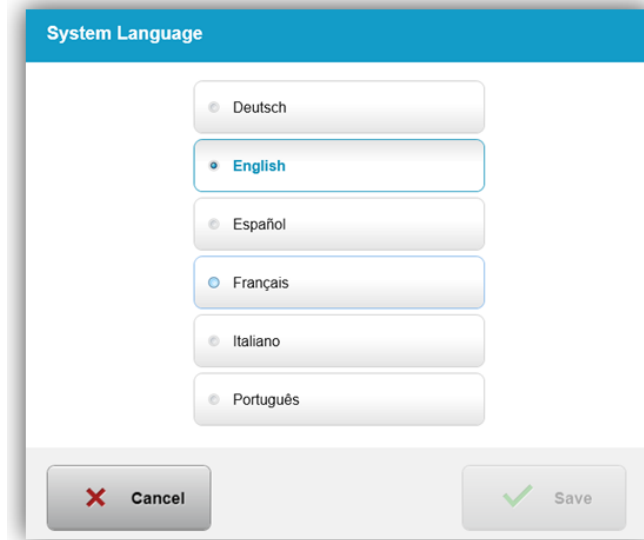 System Language
Deutsch
English
Español
Français
Italiano
Português
Cancel
Save